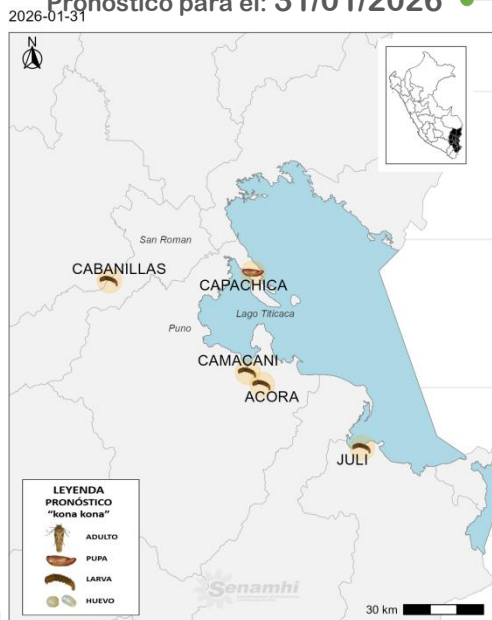 Pronóstico para el: 31/01/2026
2026-01-31
N
San Roman
CABANILLAS
CAPACHICA
Lago Titicaca
Puno
CAMACANI
ACORA
JULI
LEYENDA
PRONÓSTICO
"kona kona"
ADULTO
PUPA
LARVA
HUEVO
Senamhi
30 km